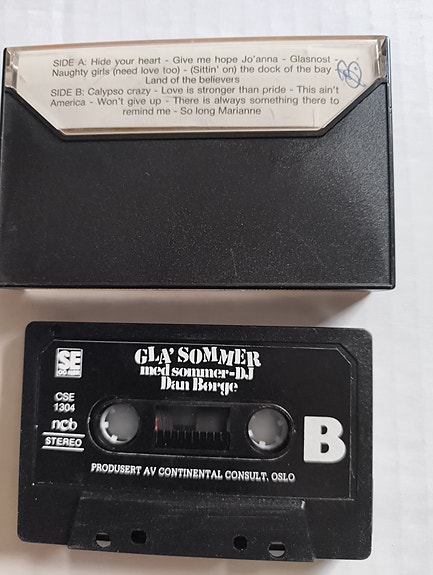 SIDE A: Hide your heart - Give me hope Jo'anna - Glasnost -
Naughty girls (need love too) - (Sittin' on) the dock of the bay -
Land of the believers
SIDE B: Calypso crazy - Love is stronger than pride - This ain't
America - Won't give up - There is always something there to
remind me - So long Marianne
SE
OG HØR
GLA' SOMMER
med sommer-DJ
Dan Børge
CSE
1304
ncb
STEREO
B
PRODUSERT AV CONTINENTAL CONSULT, OSLO